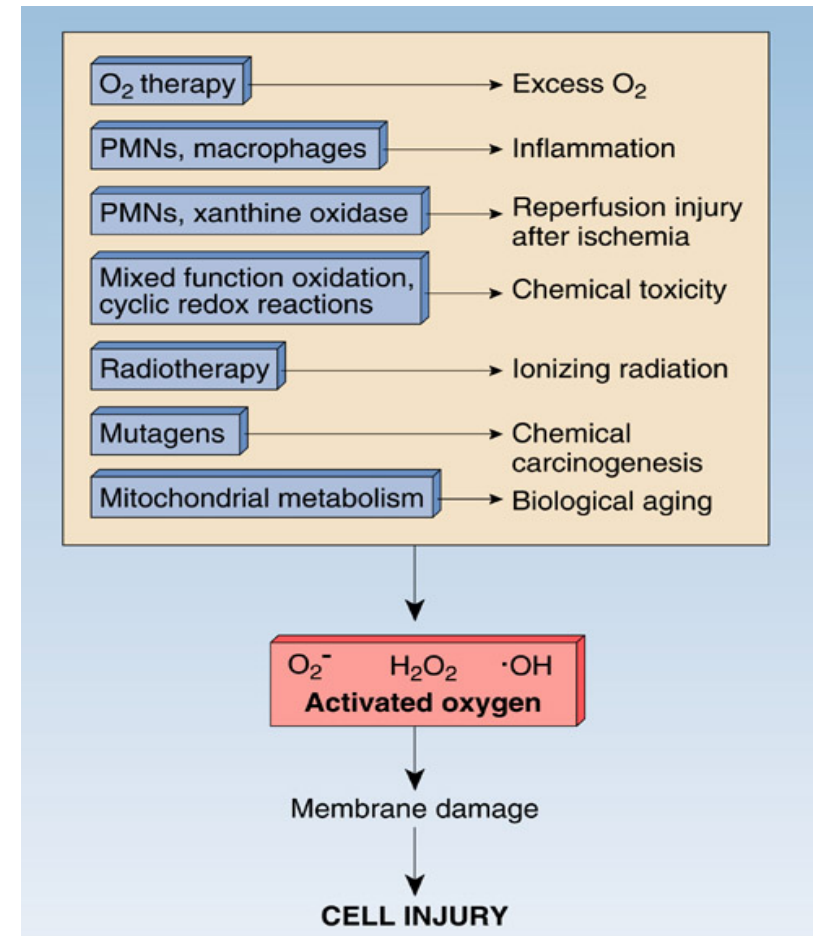 O₂ therapy
Excess O₂
PMNs, macrophages
Inflammation
PMNs, xanthine oxidase
Reperfusion injury
after ischemia
Mixed function oxidation,
cyclic redox reactions
Chemical toxicity
Radiotherapy
Ionizing radiation
Mutagens
Chemical
carcinogenesis
Mitochondrial metabolism
Biological aging
O₂⁻ H₂O₂ ·OH
Activated oxygen
Membrane damage
CELL INJURY